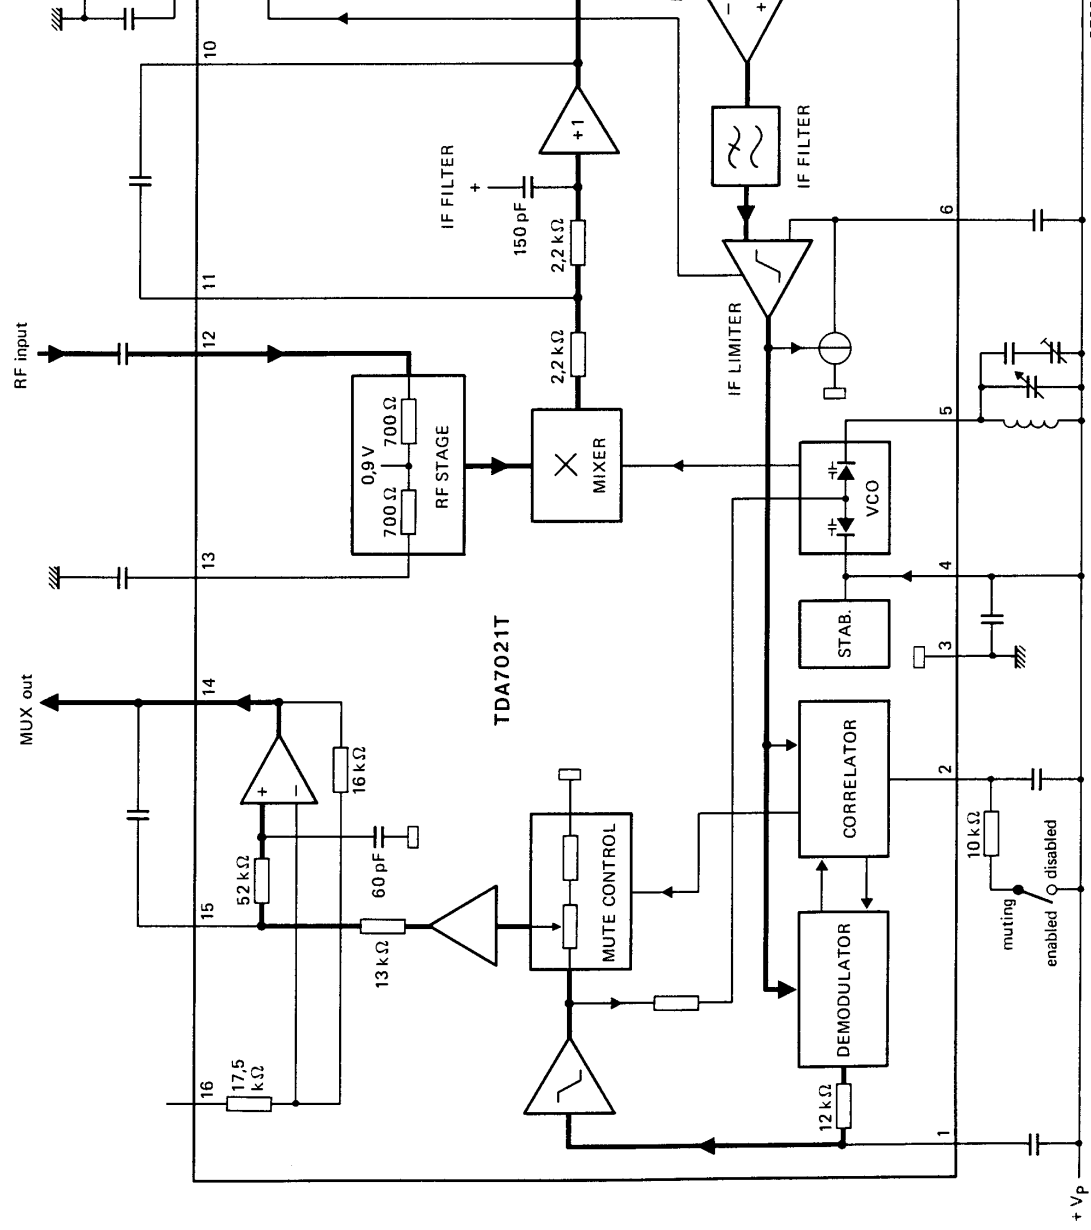 RF input
MUX out
10
11
12
13
14
15
16
17,5
kΩ
IF FILTER
+
150 pF
2,2 kΩ
2,2 kΩ
+1
−
+
IF FILTER
IF LIMITER
6
5
4
3
2
1
700 Ω
0,9 V
700 Ω
RF STAGE
MIXER
VCO
STAB.
TDA7021T
16 kΩ
+
−
52 kΩ
60 pF
13 kΩ
MUTE CONTROL
CORRELATOR
DEMODULATOR
12 kΩ
10 kΩ
muting
enabled
disabled
+ VP